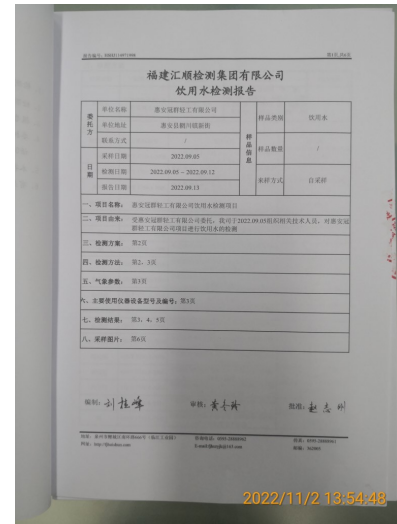 第1页,共6页
福建汇顺检测集团有限公司
饮用水检测报告
委托方
单位名称 惠安冠群轻工有限公司
单位地址
联系方式 /
日期
采样日期 2022.09.05
检测日期 2022.09.05 ~ 2022.09.12
报告日期 2022.09.13
样品信息
样品类别 饮用水
样品数量 /
来样方式 自采样
一、项目名称: 惠安冠群轻工有限公司饮用水检测项目
二、项目由来: 受惠安冠群轻工有限公司委托,我司于2022.09.05组织相关技术人员,对惠安冠
群轻工有限公司项目进行饮用水的检测
三、检测方案: 第2页
四、检测方法: 第2、3页
五、气象参数: 第3页
六、主要使用仪器设备型号及编号: 第3页
七、检测结果: 第3、4、5页
八、采样图片: 第6页
编制:
审核:
批准:
2022/11/2 13:54:48